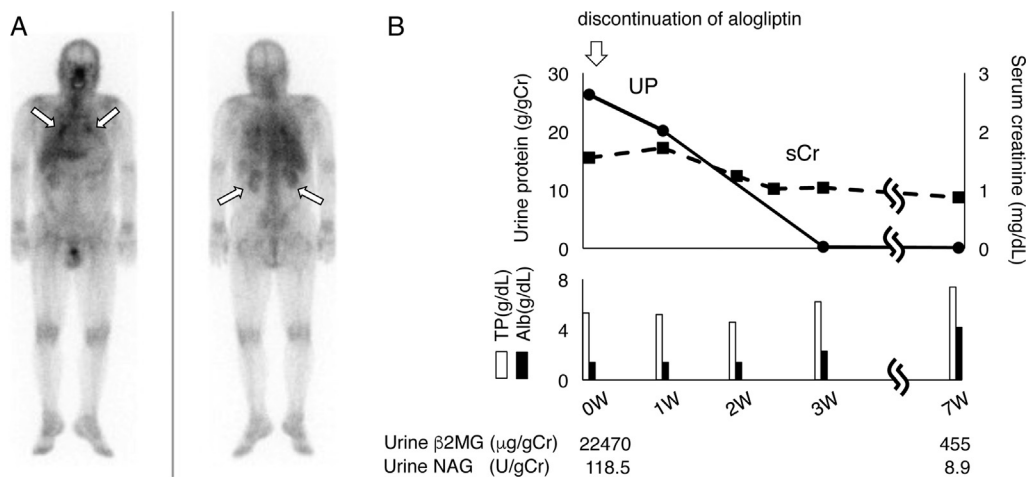 A
B
discontinuation of alogliptin
30
20
10
0
Urine protein (g/gCr)
UP
sCr
3
2
1
0
Serum creatinine (mg/dL)
8
4
0
TP(g/dL)
Alb(g/dL)
0W
1W
2W
3W
7W
Urine β2MG (μg/gCr) 22470 455
Urine NAG (U/gCr) 118.5 8.9